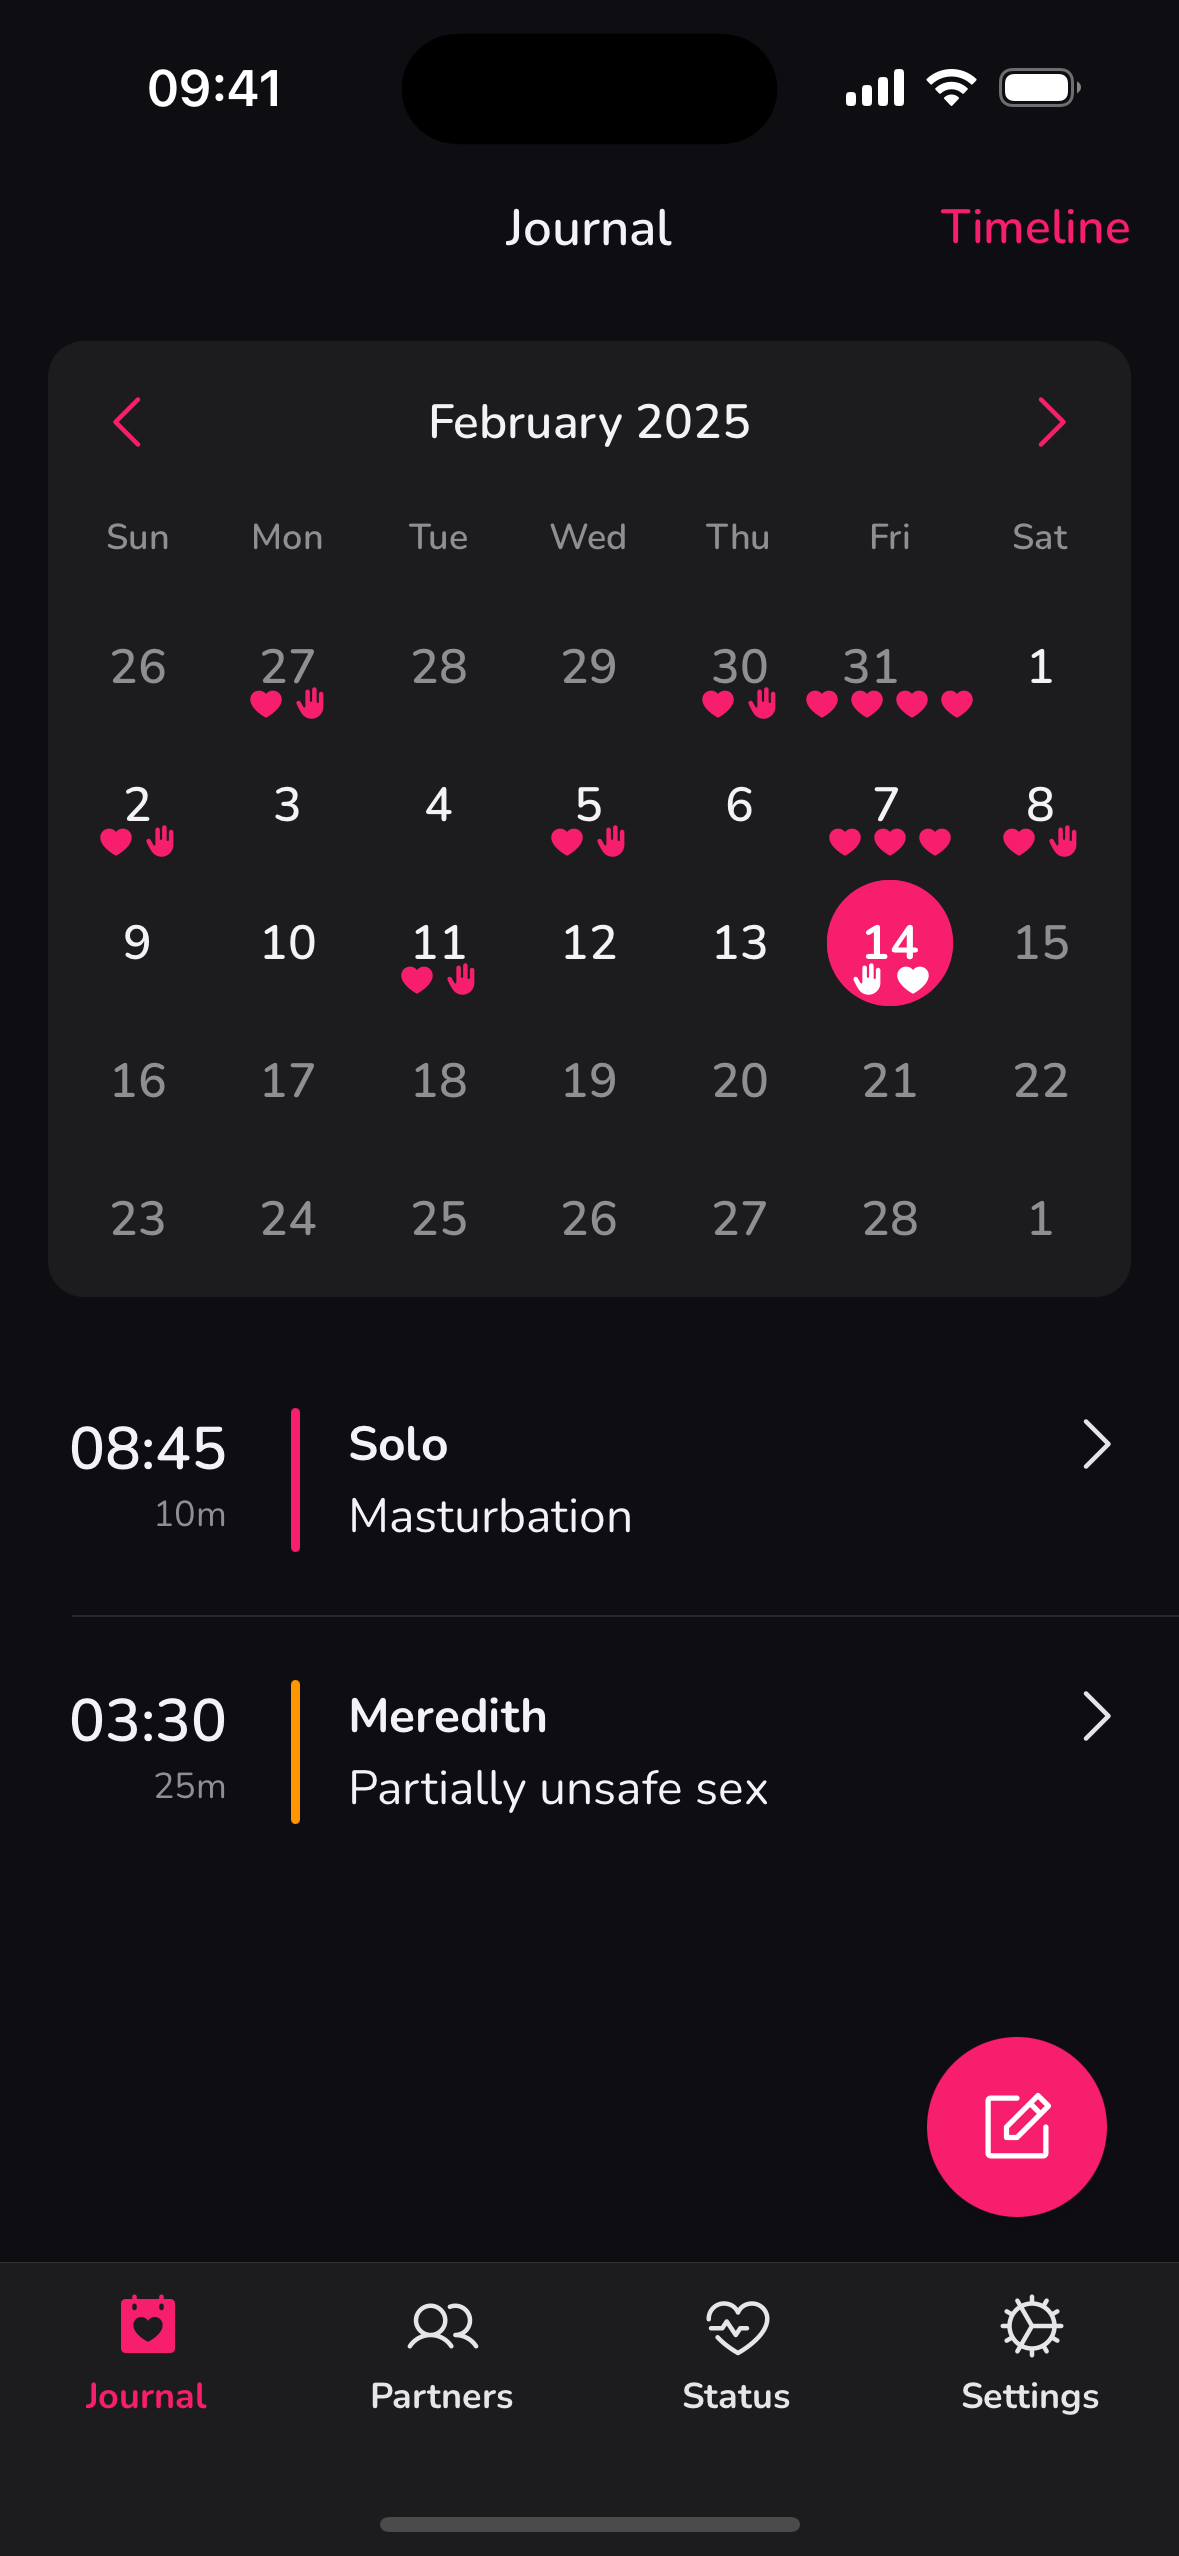 09:41
Journal Timeline
February 2025
Sun Mon Tue Wed Thu Fri Sat
26 27 28 29 30 31 1
2 3 4 5 6 7 8
9 10 11 12 13 14 15
16 17 18 19 20 21 22
23 24 25 26 27 28 1
08:45 Solo
10m Masturbation
03:30 Meredith
25m Partially unsafe sex
Journal Partners Status Settings